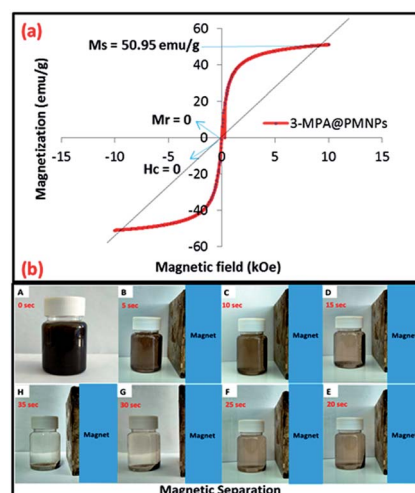 (a)
Ms = 50.95 emu/g
Mr = 0
Hc = 0
3-MPA@PMNPs
Magnetization (emu/g)
60
40
20
0
-20
-40
-60
-15
-10
-5
0
5
10
15
Magnetic field (kOe)
(b)
A
0 sec
B
5 sec
Magnet
C
10 sec
Magnet
D
15 sec
Magnet
H
35 sec
Magnet
G
30 sec
Magnet
F
25 sec
Magnet
E
20 sec
Magnet
Magnetic Separation